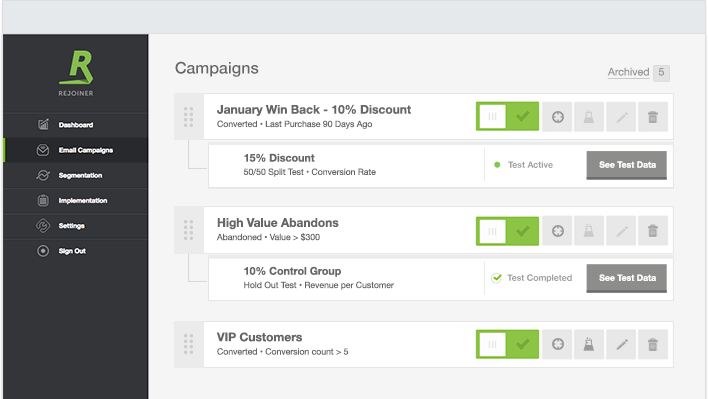 REJOINER
Dashboard
Email Campaigns
Segmentation
Implementation
Settings
Sign Out
Campaigns
Archived 5
January Win Back - 10% Discount
Converted • Last Purchase 90 Days Ago
15% Discount
50/50 Split Test • Conversion Rate
Test Active
See Test Data
High Value Abandons
Abandoned • Value > $300
10% Control Group
Hold Out Test • Revenue per Customer
Test Completed
See Test Data
VIP Customers
Converted • Conversion count > 5